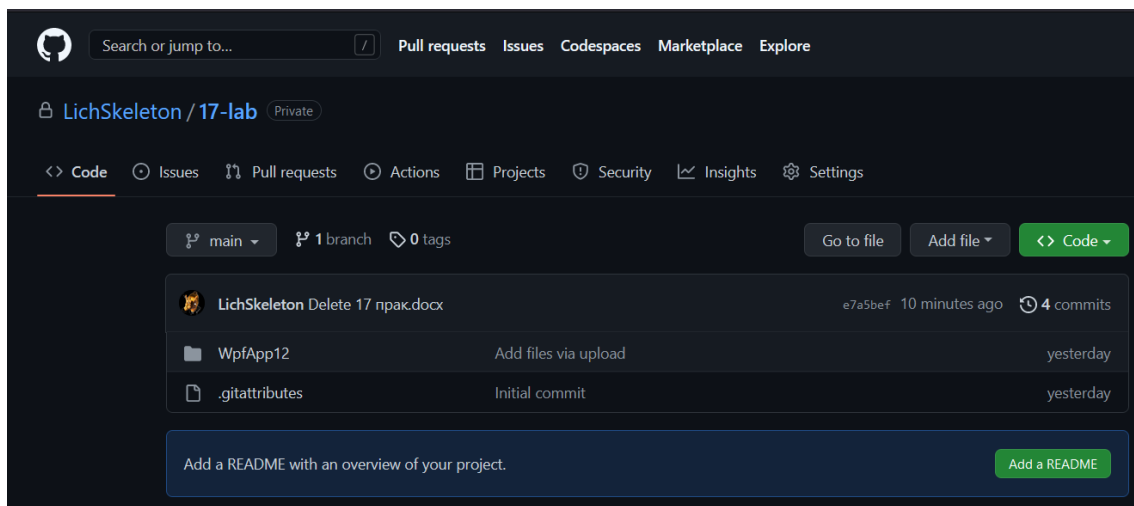 Search or jump to... / Pull requests Issues Codespaces Marketplace Explore
LichSkeleton / 17-lab Private
<> Code Issues Pull requests Actions Projects Security Insights Settings
main 1 branch 0 tags Go to file Add file <> Code
LichSkeleton Delete 17 прак.docx e7a5bef 10 minutes ago 4 commits
WpfApp12 Add files via upload yesterday
.gitattributes Initial commit yesterday
Add a README with an overview of your project. Add a README